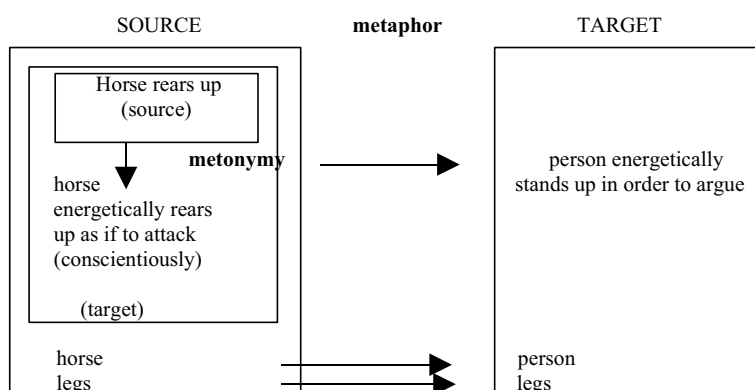 SOURCE metaphor TARGET
Horse rears up
(source)
metonymy
horse
energetically rears
up as if to attack
(conscientiously)
(target)
person energetically
stands up in order to argue
horse person
legs legs